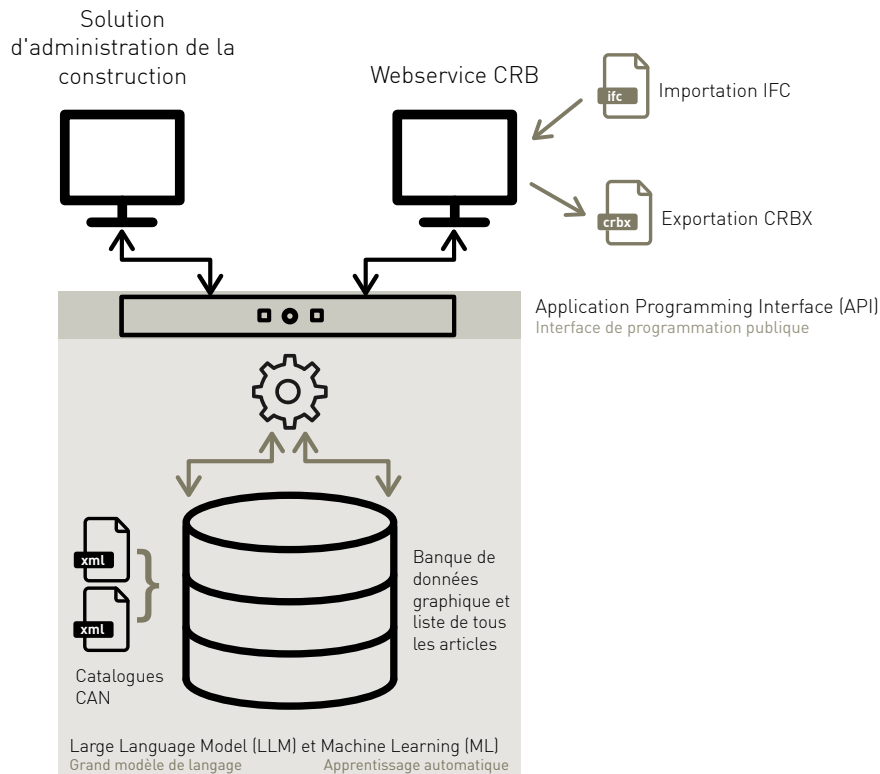 Solution
d'administration de la
construction
Webservice CRB
ifc
Importation IFC
crbx
Exportation CRBX
Application Programming Interface (API)
Interface de programmation publique
xml
xml
Catalogues
CAN
Banque de
données
graphique et
liste de tous
les articles
Large Language Model (LLM) et Machine Learning (ML)
Grand modèle de langage Apprentissage automatique